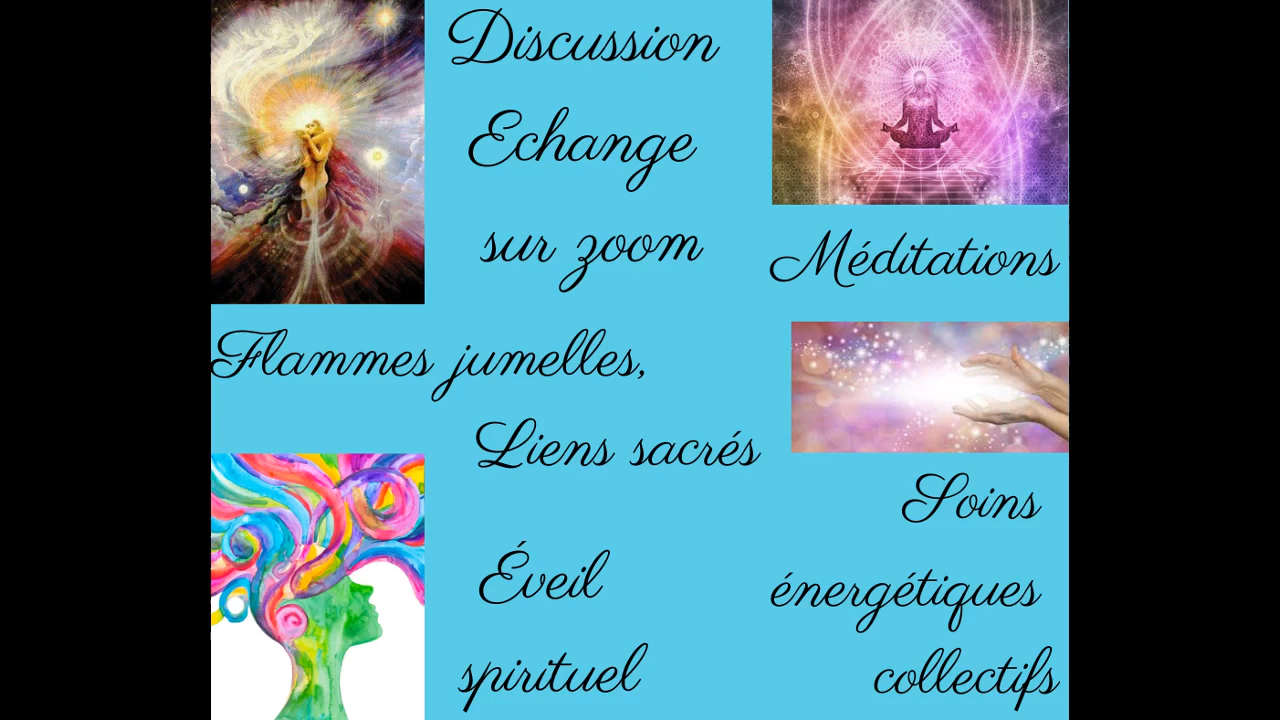 Discussion
Echange
sur zoom
Méditations
Flammes jumelles,
Liens sacrés
Soins
énergétiques
collectifs
Éveil
spirituel